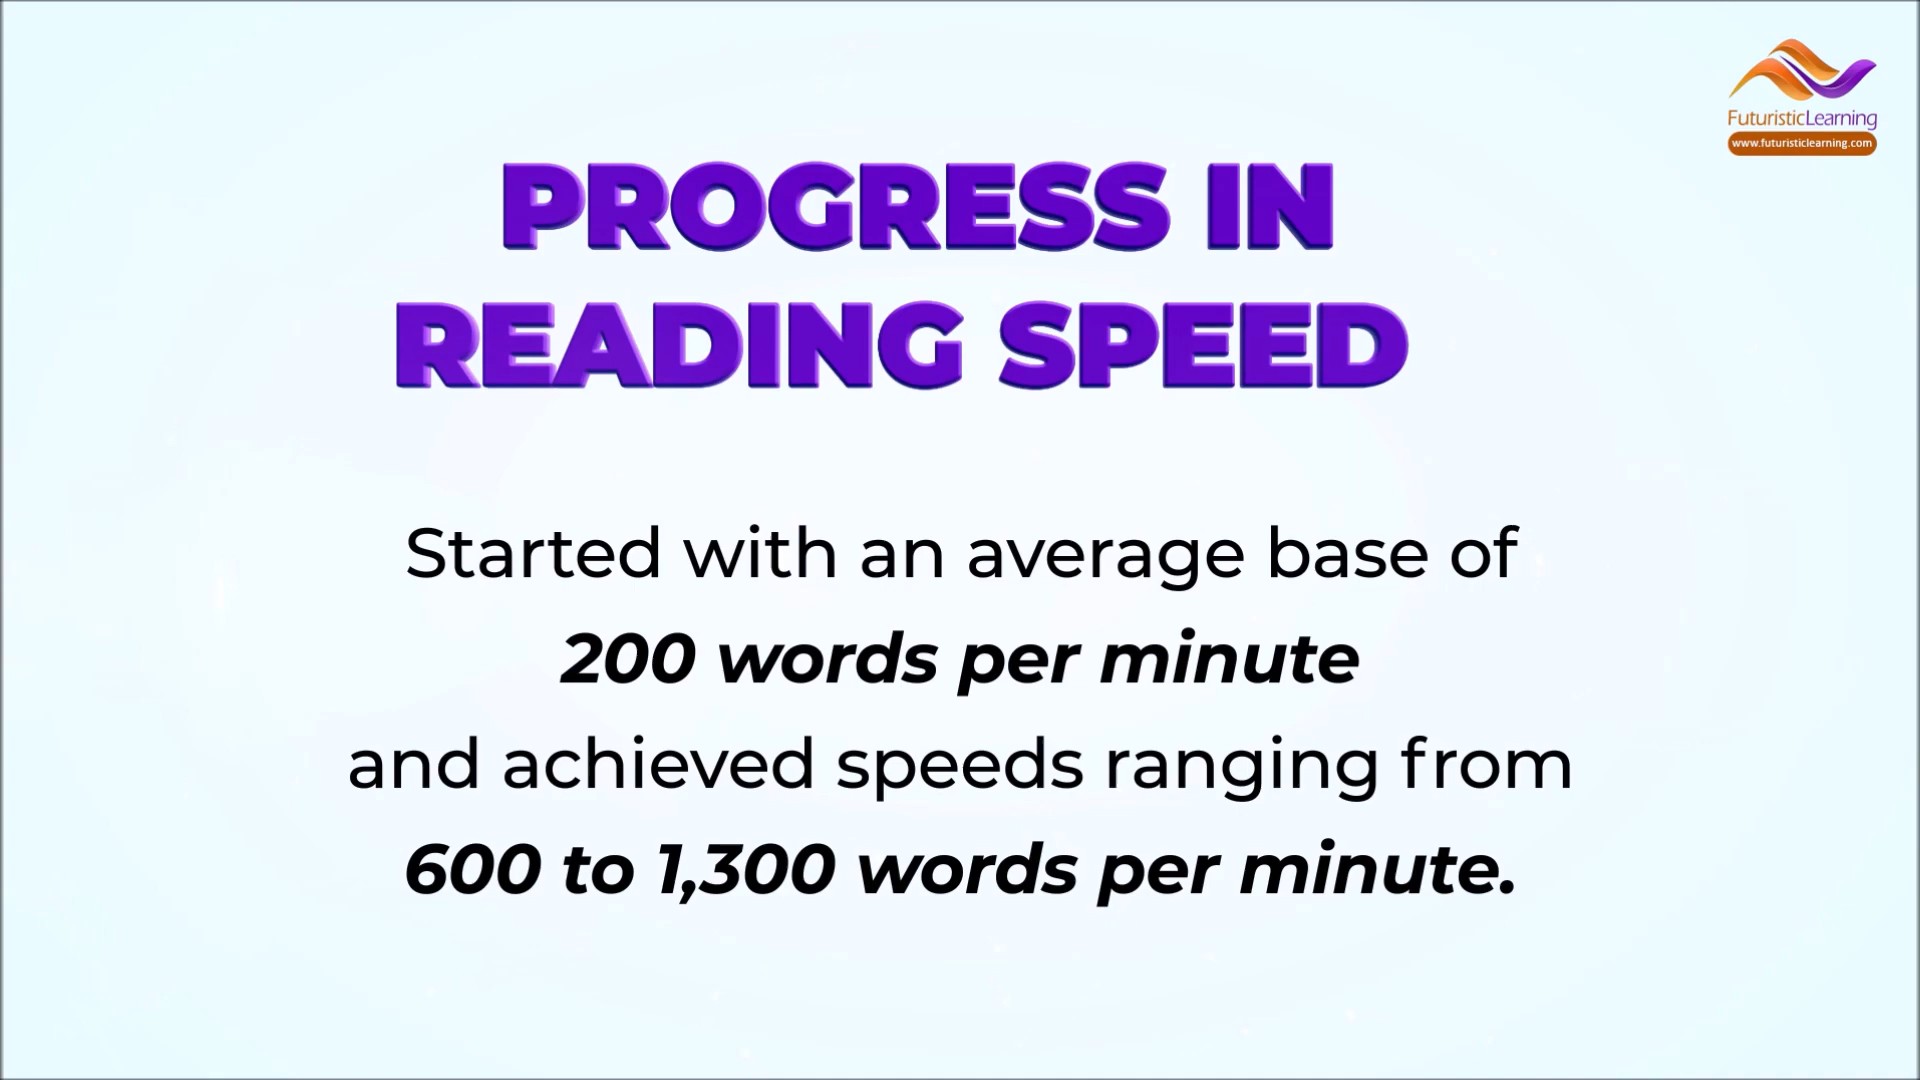 FuturisticLearning
www.futuristiclearning.com
PROGRESS IN
READING SPEED
Started with an average base of
200 words per minute
and achieved speeds ranging from
600 to 1,300 words per minute.